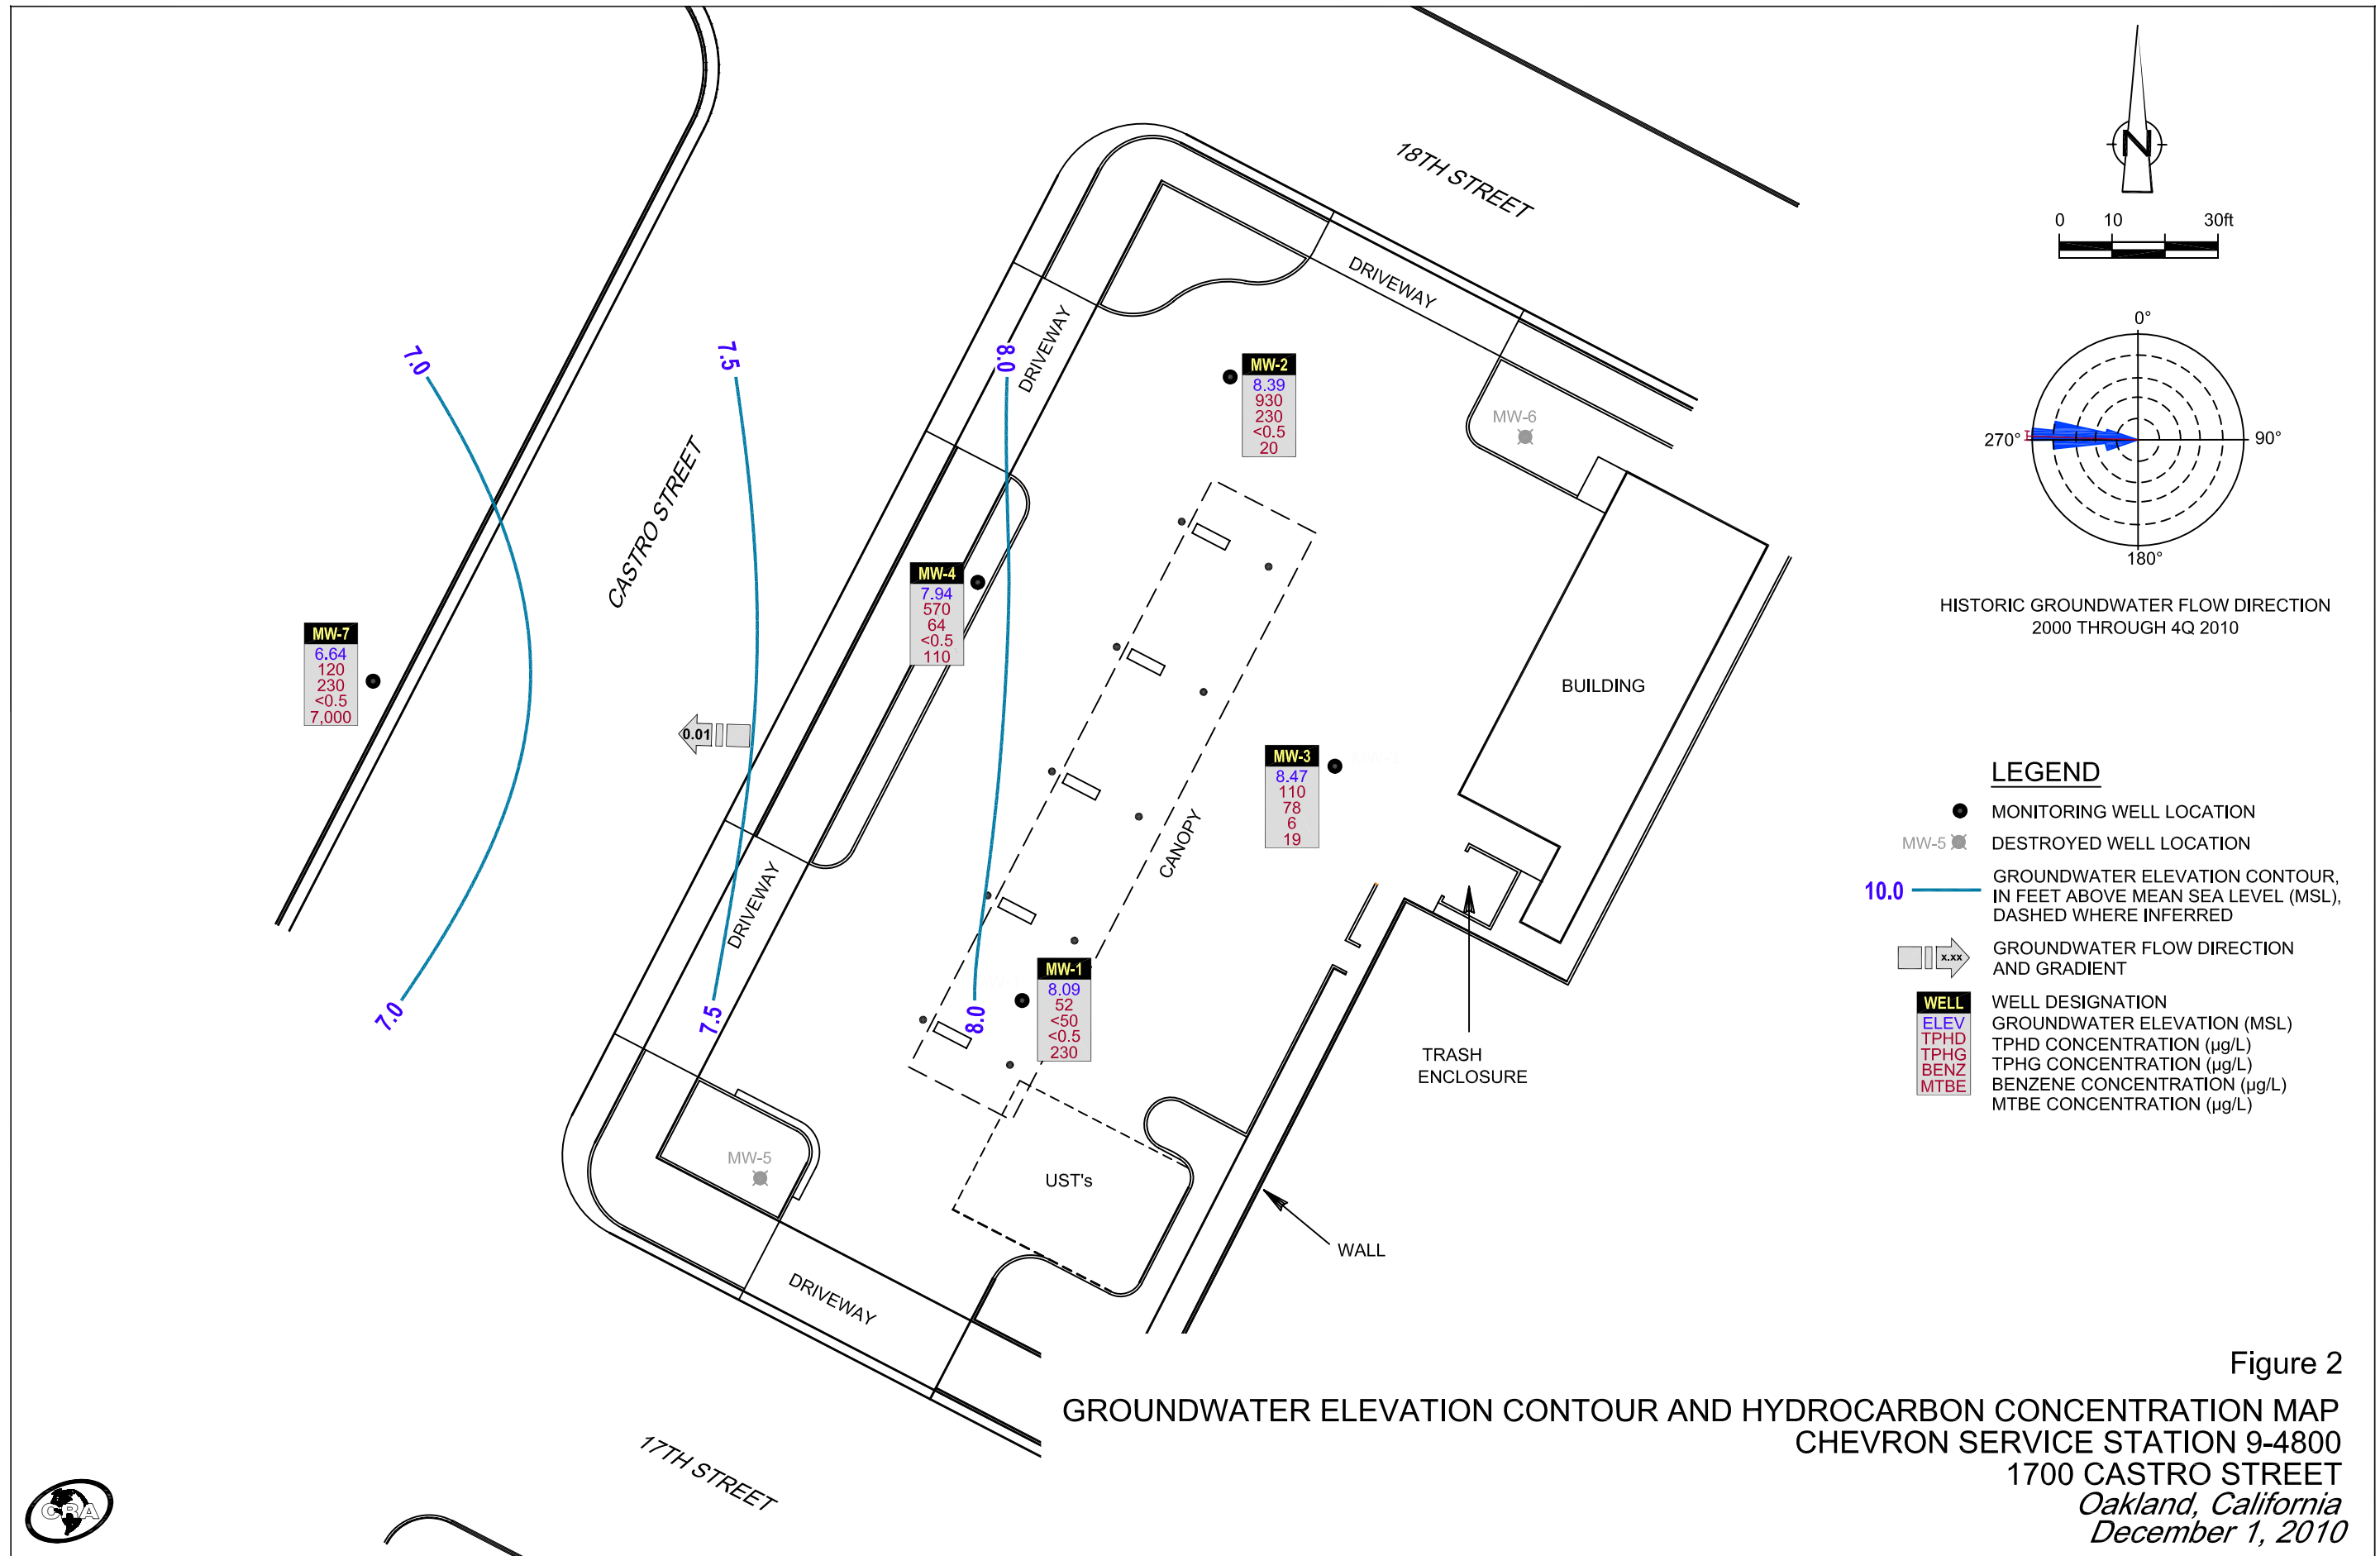 18TH STREET
N
0 10 30ft
DRIVEWAY
DRIVEWAY
0°
270°
90°
180°
HISTORIC GROUNDWATER FLOW DIRECTION
2000 THROUGH 4Q 2010
7.0
7.5
8.0
MW-2
8.39
930
230
<0.5
20
MW-6
CASTRO STREET
MW-4
7.94
570
64
<0.5
110
MW-7
6.64
120
230
<0.5
7,000
BUILDING
0.01
MW-3
8.47
110
78
6
19
CANOPY
DRIVEWAY
MW-1
8.09
52
<50
<0.5
230
7.0
7.5
8.0
TRASH
ENCLOSURE
MW-5
UST's
WALL
DRIVEWAY
17TH STREET
LEGEND
MONITORING WELL LOCATION
MW-5 DESTROYED WELL LOCATION
10.0 GROUNDWATER ELEVATION CONTOUR,
IN FEET ABOVE MEAN SEA LEVEL (MSL),
DASHED WHERE INFERRED
x.xx GROUNDWATER FLOW DIRECTION
AND GRADIENT
WELL WELL DESIGNATION
ELEV GROUNDWATER ELEVATION (MSL)
TPHD TPHD CONCENTRATION (µg/L)
TPHG TPHG CONCENTRATION (µg/L)
BENZ BENZENE CONCENTRATION (µg/L)
MTBE MTBE CONCENTRATION (µg/L)
Figure 2
GROUNDWATER ELEVATION CONTOUR AND HYDROCARBON CONCENTRATION MAP
CHEVRON SERVICE STATION 9-4800
1700 CASTRO STREET
Oakland, California
December 1, 2010
CRA